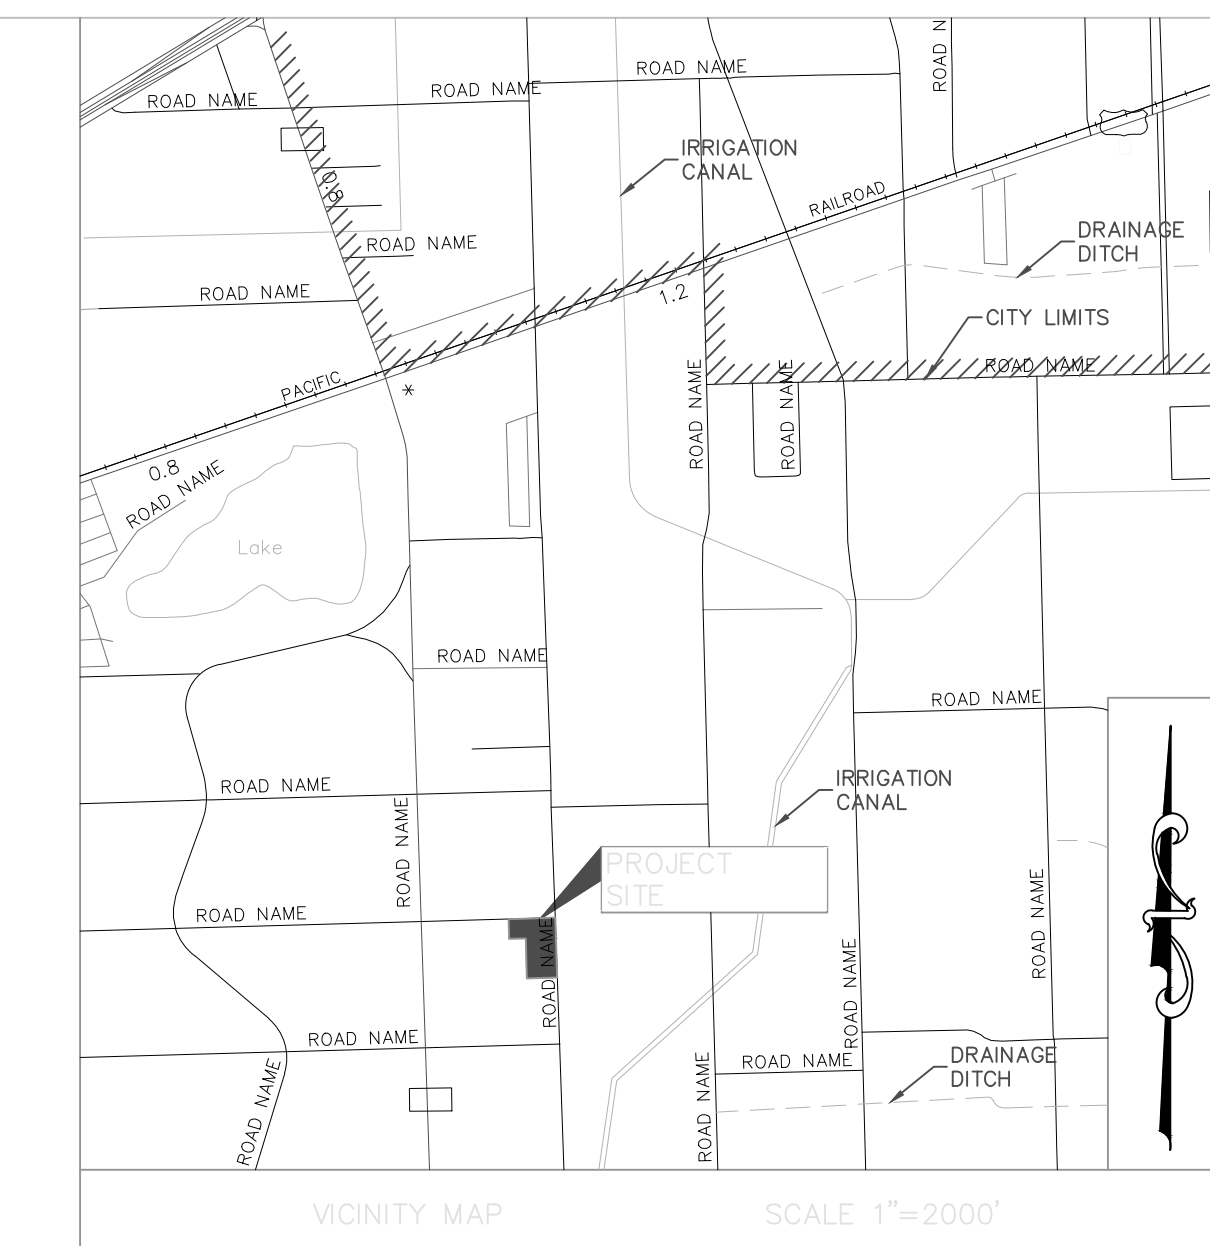 ROAD NAME
ROAD NAME
ROAD NAME
ROAD N
IRRIGATION
CANAL
0.8
RAILROAD
ROAD NAME
DRAINAGE
DITCH
ROAD NAME
1.2
CITY LIMITS
ROAD NAME
PACIFIC
*
ROAD NAME
ROAD NAME
0.8
ROAD NAME
Lake
ROAD NAME
ROAD NAME
ROAD NAME
IRRIGATION
CANAL
ROAD NAME
PROJECT
SITE
ROAD NAME
ROAD NAME
ROAD NAME
ROAD NAME
ROAD NAME
ROAD NAME
DRAINAGE
DITCH
ROAD NAME
ROAD NAME
ROAD NAME
VICINITY MAP
SCALE 1"=2000'